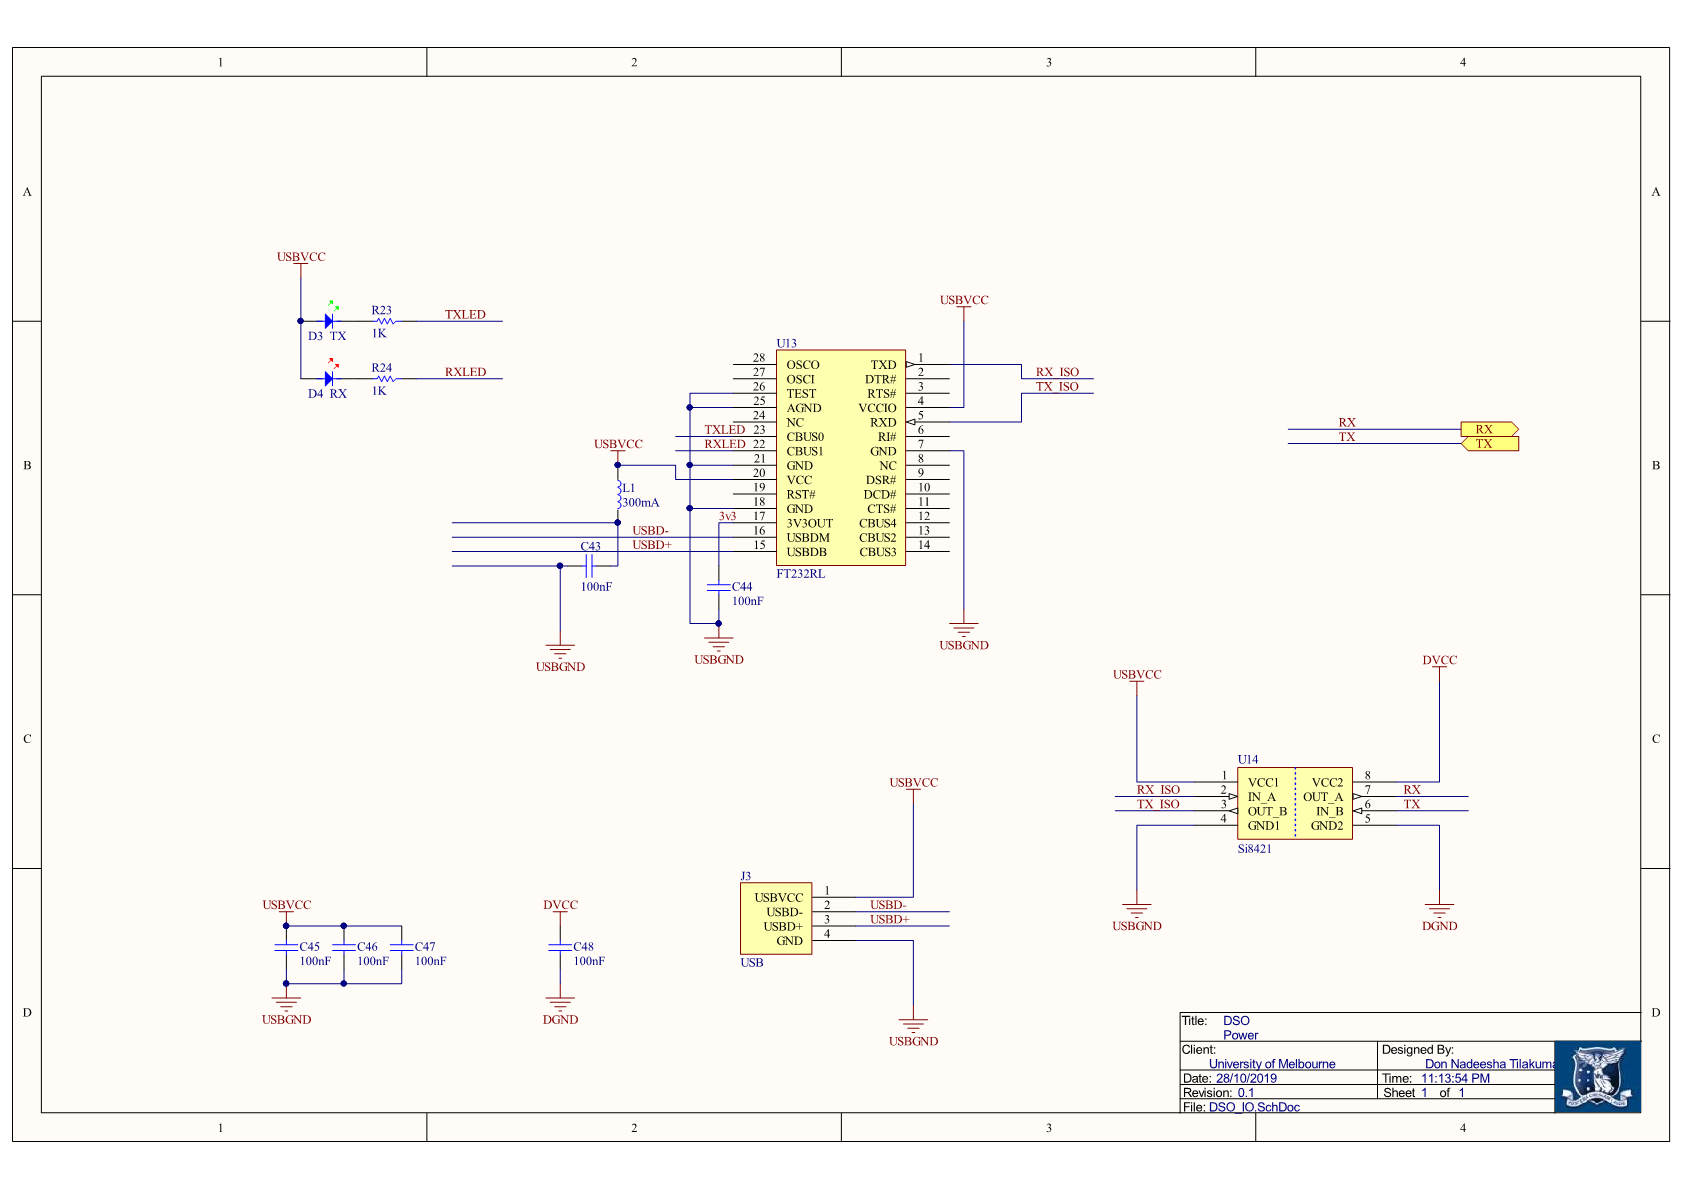 1 2 3 4
A A
B B
C C
D D
USBVCC
D3 TX
R23
1K
TXLED
D4 RX
R24
1K
RXLED
USBVCC
L1
300mA
USBD-
USBD+
C43
100nF
USBGND
3v3
C44
100nF
USBGND
TXLED
RXLED
U13
28 OSCO TXD 1
27 OSCI DTR# 2
26 TEST RTS# 3
25 AGND VCCIO 4
24 NC RXD 5
23 CBUS0 RI# 6
22 CBUS1 GND 7
21 GND NC 8
20 VCC DSR# 9
19 RST# DCD# 10
18 GND CTS# 11
17 3V3OUT CBUS4 12
16 USBDM CBUS2 13
15 USBDB CBUS3 14
FT232RL
USBVCC
RX_ISO
TX_ISO
USBGND
RX RX
TX TX
USBVCC
DVCC
U14
1 VCC1 VCC2 8
RX_ISO 2 IN_A OUT_A 7 RX
TX_ISO 3 OUT_B IN_B 6 TX
4 GND1 GND2 5
Si8421
USBGND
DGND
USBVCC
J3
USBVCC 1
USBD- 2 USBD-
USBD+ 3 USBD+
GND 4
USB
USBGND
USBVCC
C45 C46 C47
100nF 100nF 100nF
USBGND
DVCC
C48
100nF
DGND
Title: DSO
Power
Client: Designed By:
University of Melbourne Don Nadeesha Tilakuma
Date: 28/10/2019 Time: 11:13:54 PM
Revision: 0.1 Sheet 1 of 1
File: DSO_IO.SchDoc
1 2 3 4